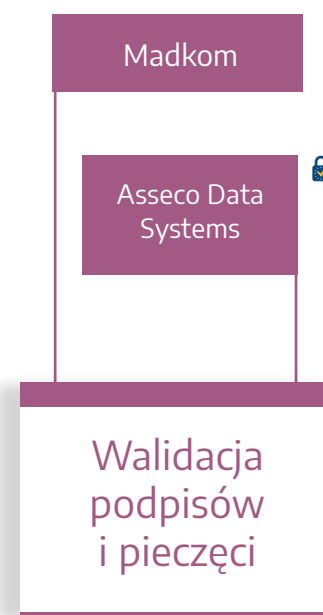 Madkom
Asseco Data
Systems
Walidacja
podpisów
i pieczęci